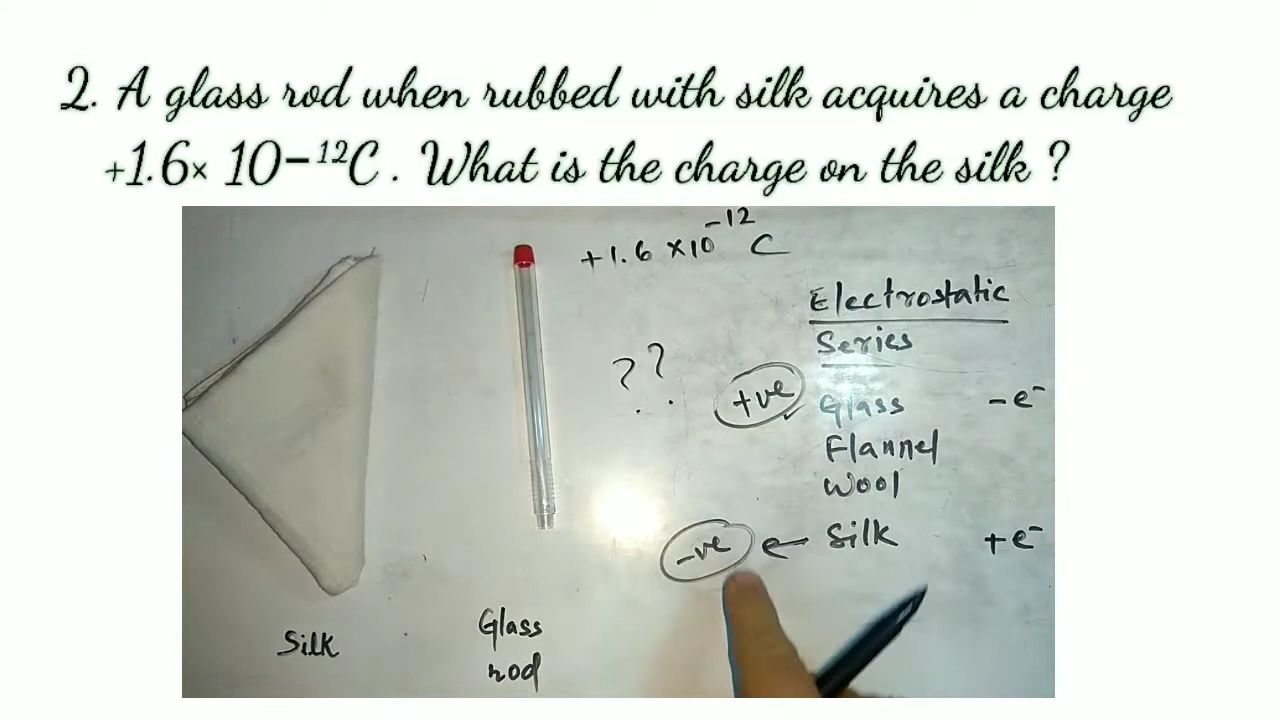 2. A glass rod when rubbed with silk acquires a charge
+1.6× 10−¹²C. What is the charge on the silk ?
+1.6 ×10⁻¹² C
Electrostatic
Series
? ?
+ve Glass −e⁻
Flannel
Wool
−ve ← Silk +e⁻
Silk
Glass
rod